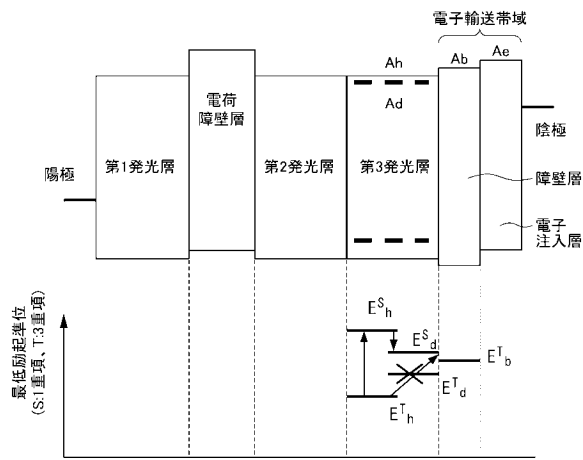 電子輸送帯域
Ab
Ae
Ah
Ad
電荷
障壁層
陽極
第1発光層
第2発光層
第3発光層
陰極
障壁層
電子
注入層
最低励起準位
(S:1重項、T:3重項)
E^S_h
E^S_d
E^T_b
E^T_d
E^T_h